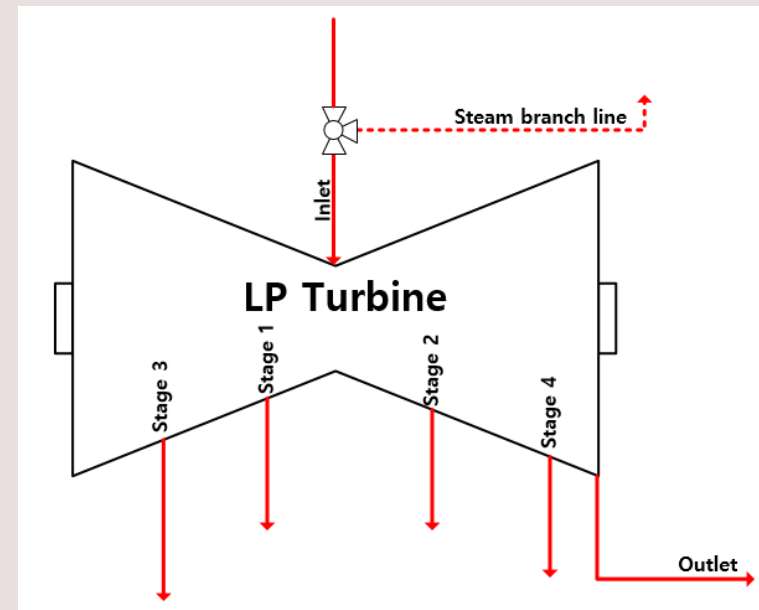 Steam branch line
Inlet
LP Turbine
Stage 3
Stage 1
Stage 2
Stage 4
Outlet